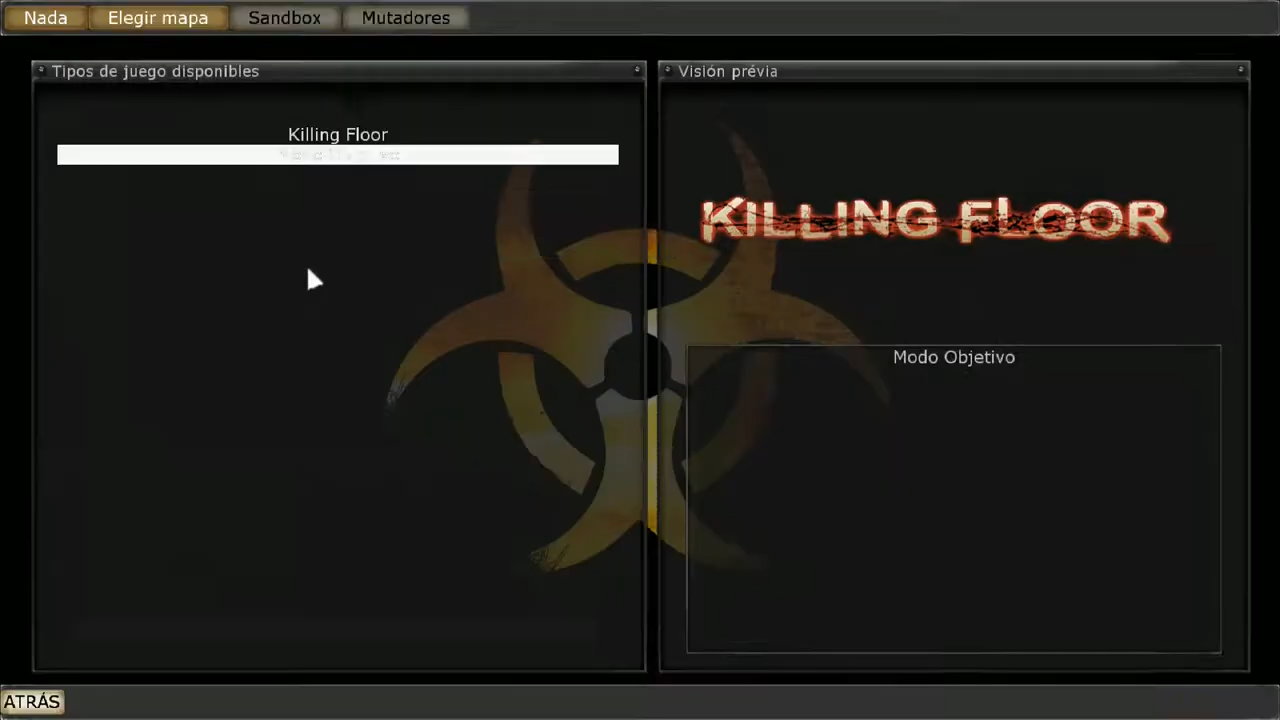 Nada
Elegir mapa
Sandbox
Mutadores
Tipos de juego disponibles
Killing Floor
Visión prévia
KILLING FLOOR
Modo Objetivo
ATRÁS